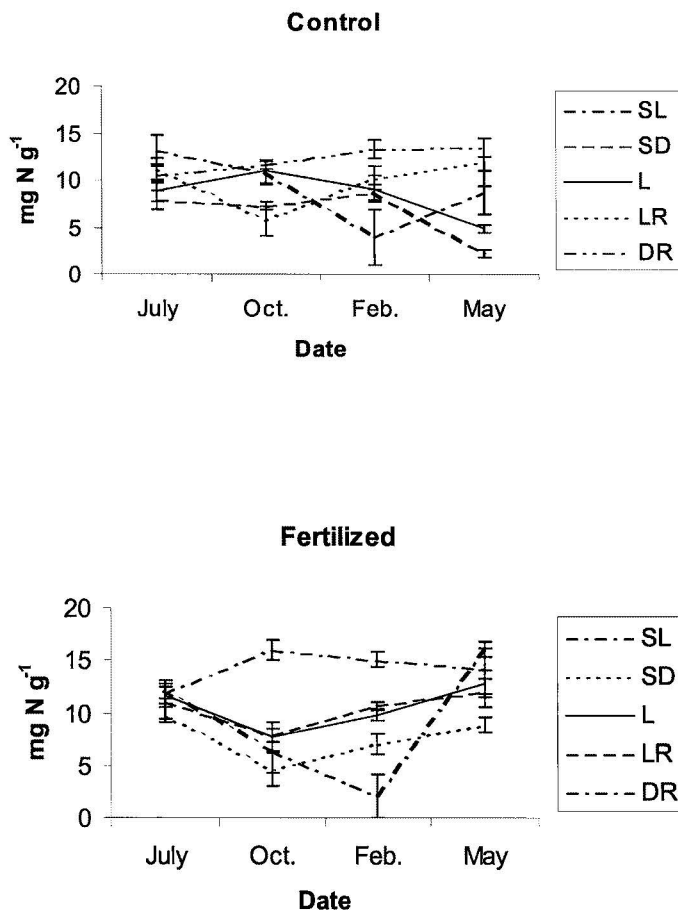 Control
20
15
10
5
0
mg N g-1
July Oct. Feb. May
Date
SL
SD
L
LR
DR
Fertilized
20
15
10
5
0
mg N g-1
July Oct. Feb. May
Date
SL
SD
L
LR
DR